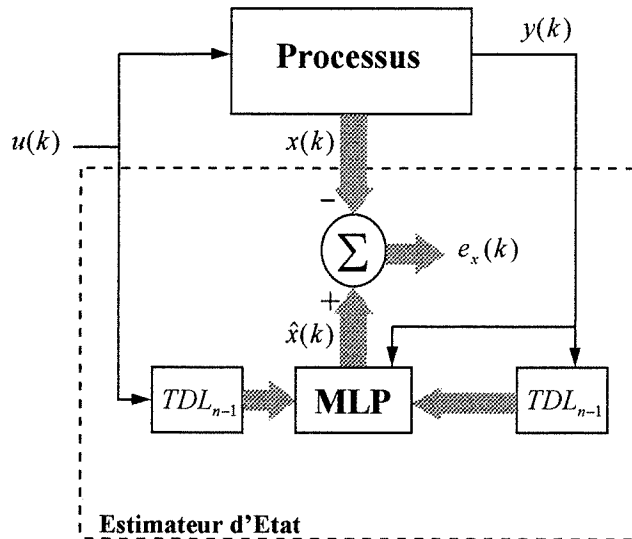 y(k)
Processus
u(k)
x(k)
-
Σ
e_x(k)
+
x̂(k)
TDL_{n-1}
MLP
TDL_{n-1}
Estimateur d'Etat